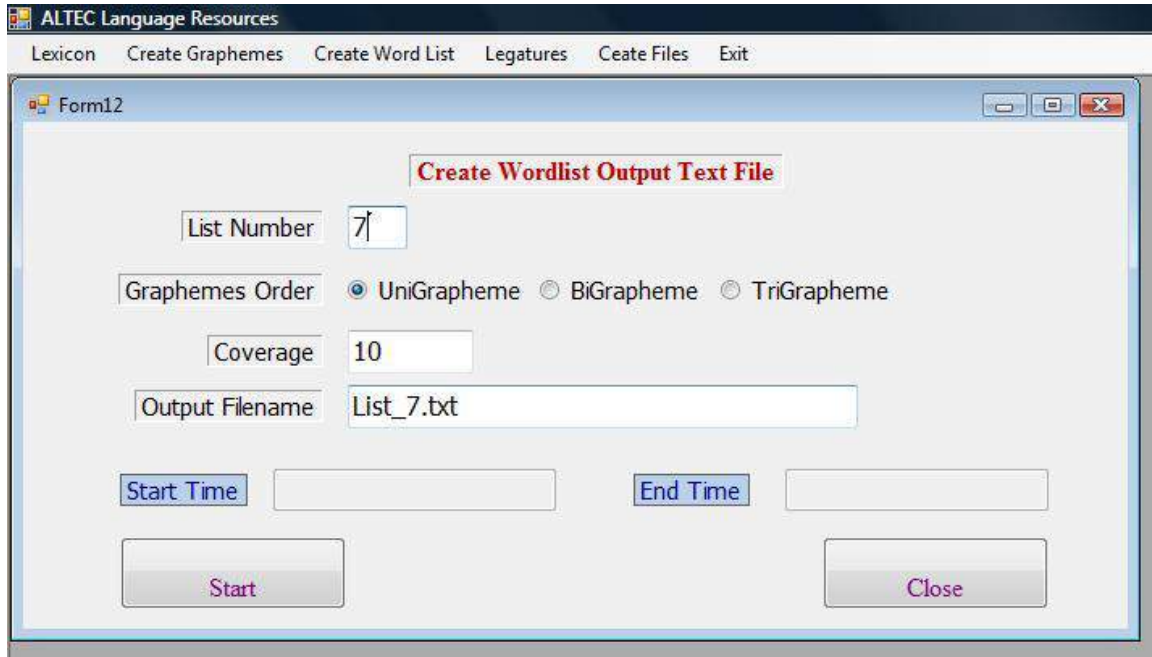 ALTEC Language Resources
Lexicon Create Graphemes Create Word List Legatures Ceate Files Exit
Form12
Create Wordlist Output Text File
List Number 7
Graphemes Order UniGrapheme BiGrapheme TriGrapheme
Coverage 10
Output Filename List_7.txt
Start Time End Time
Start Close